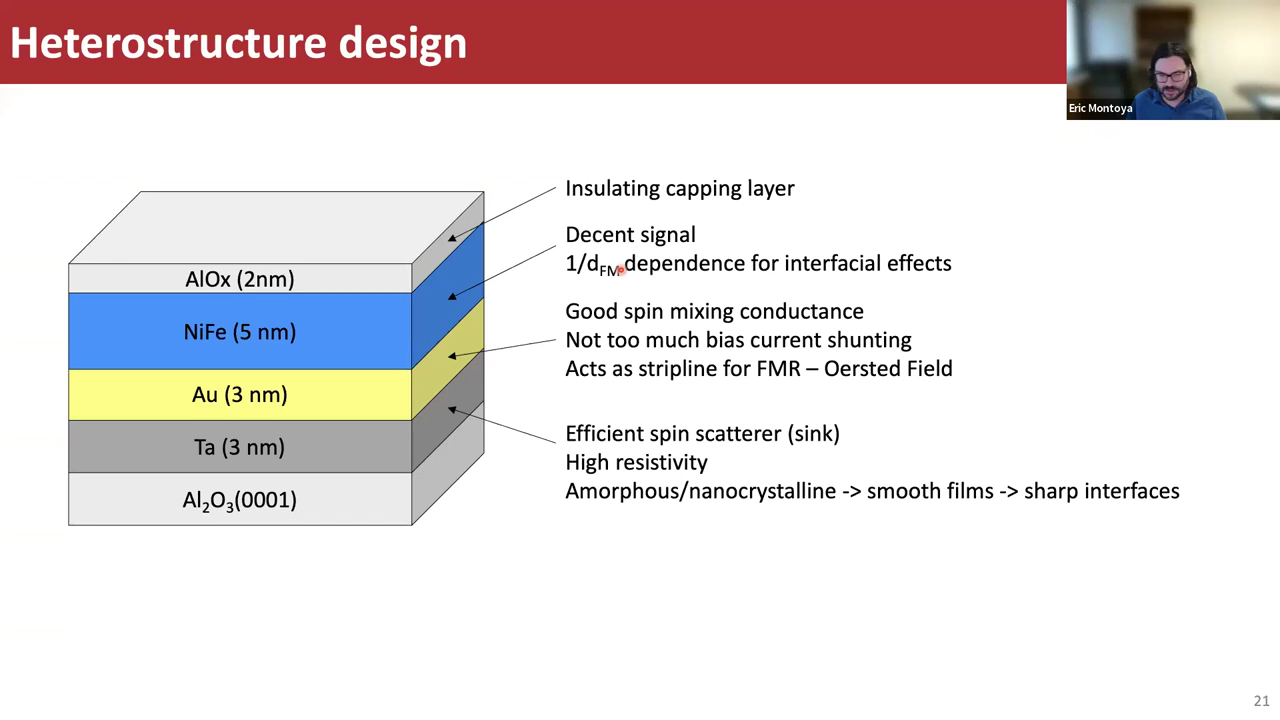 Heterostructure design
Eric Montoya
Insulating capping layer
Decent signal
1/dFM dependence for interfacial effects
Good spin mixing conductance
Not too much bias current shunting
Acts as stripline for FMR – Oersted Field
Efficient spin scatterer (sink)
High resistivity
Amorphous/nanocrystalline -> smooth films -> sharp interfaces
AlOx (2nm)
NiFe (5 nm)
Au (3 nm)
Ta (3 nm)
Al₂O₃(0001)
21